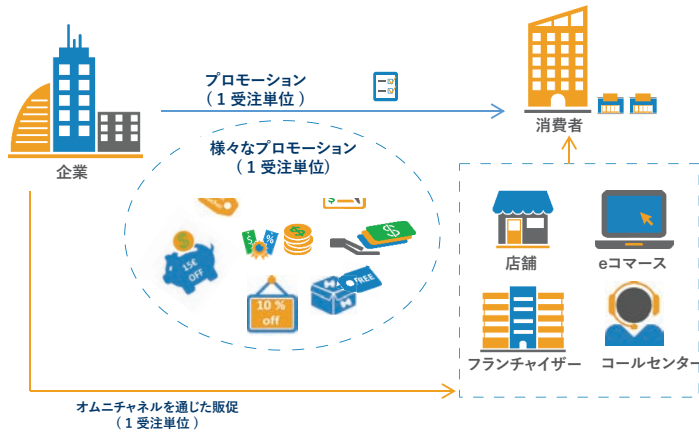 プロモーション
（１受注単位 ）
消費者
様々なプロモーション
（１受注単位）
企業
$
$
%
$
$
15€
OFF
FREE
10 %
off
店舗
eコマース
フランチャイザー
コールセンター
オムニチャネルを通じた販促
（１受注単位 ）